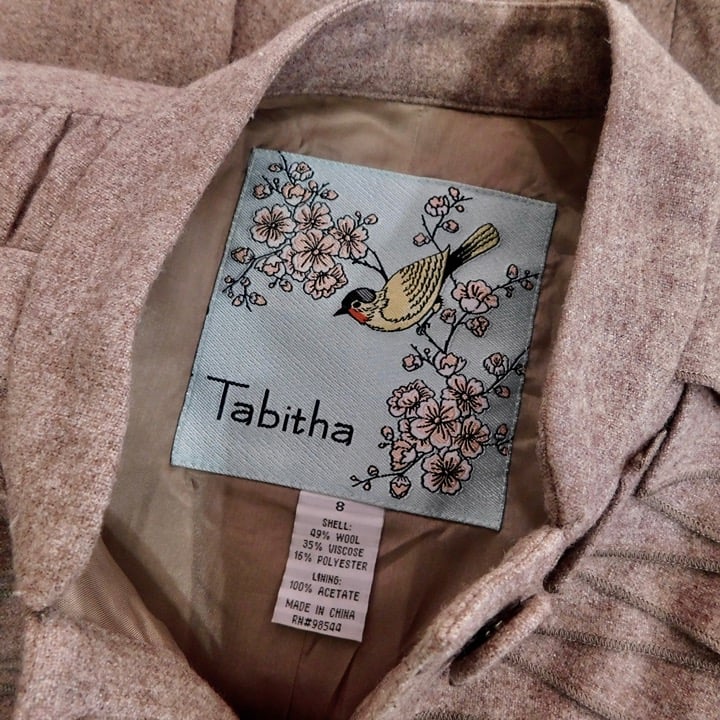 Tabitha
8
SHELL:
49% WOOL
35% VISCOSE
16% POLYESTER
LINING:
100% ACETATE
MADE IN CHINA
RN#98544